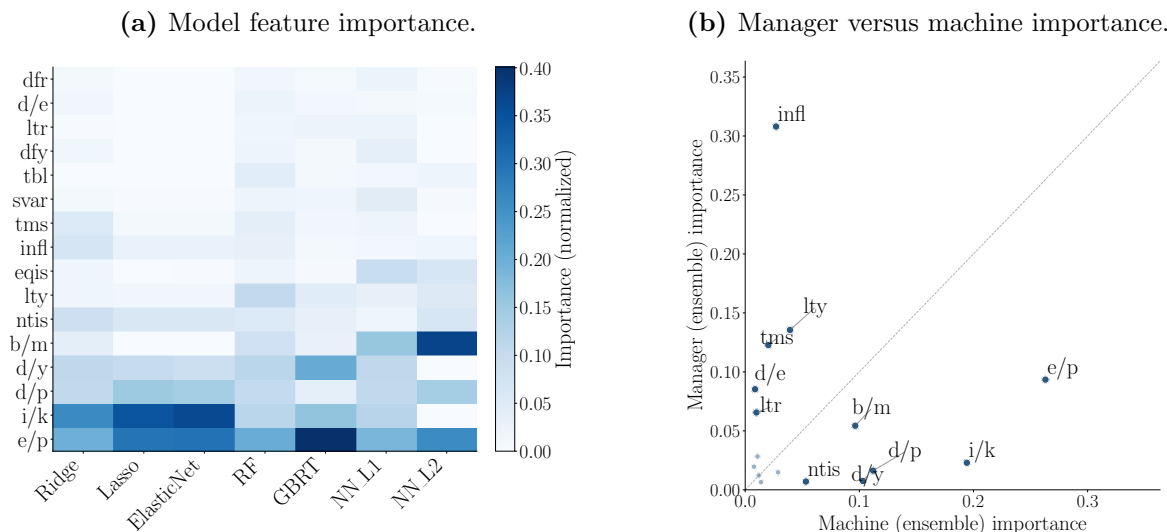 (a) Model feature importance.
dfr
d/e
ltr
dfy
tbl
svar
tms
infl
eqis
lty
ntis
b/m
d/y
d/p
i/k
e/p
Ridge
Lasso
ElasticNet
RF
GBRT
NN L1
NN L2
0.40
0.35
0.30
0.25
0.20
0.15
0.10
0.05
0.00
Importance (normalized)
(b) Manager versus machine importance.
Manager (ensemble) importance
0.35
0.30
0.25
0.20
0.15
0.10
0.05
0.00
infl
lty
tms
d/e
ltr
e/p
b/m
d/p
i/k
ntis
d/y
0.0
0.1
0.2
0.3
Machine (ensemble) importance